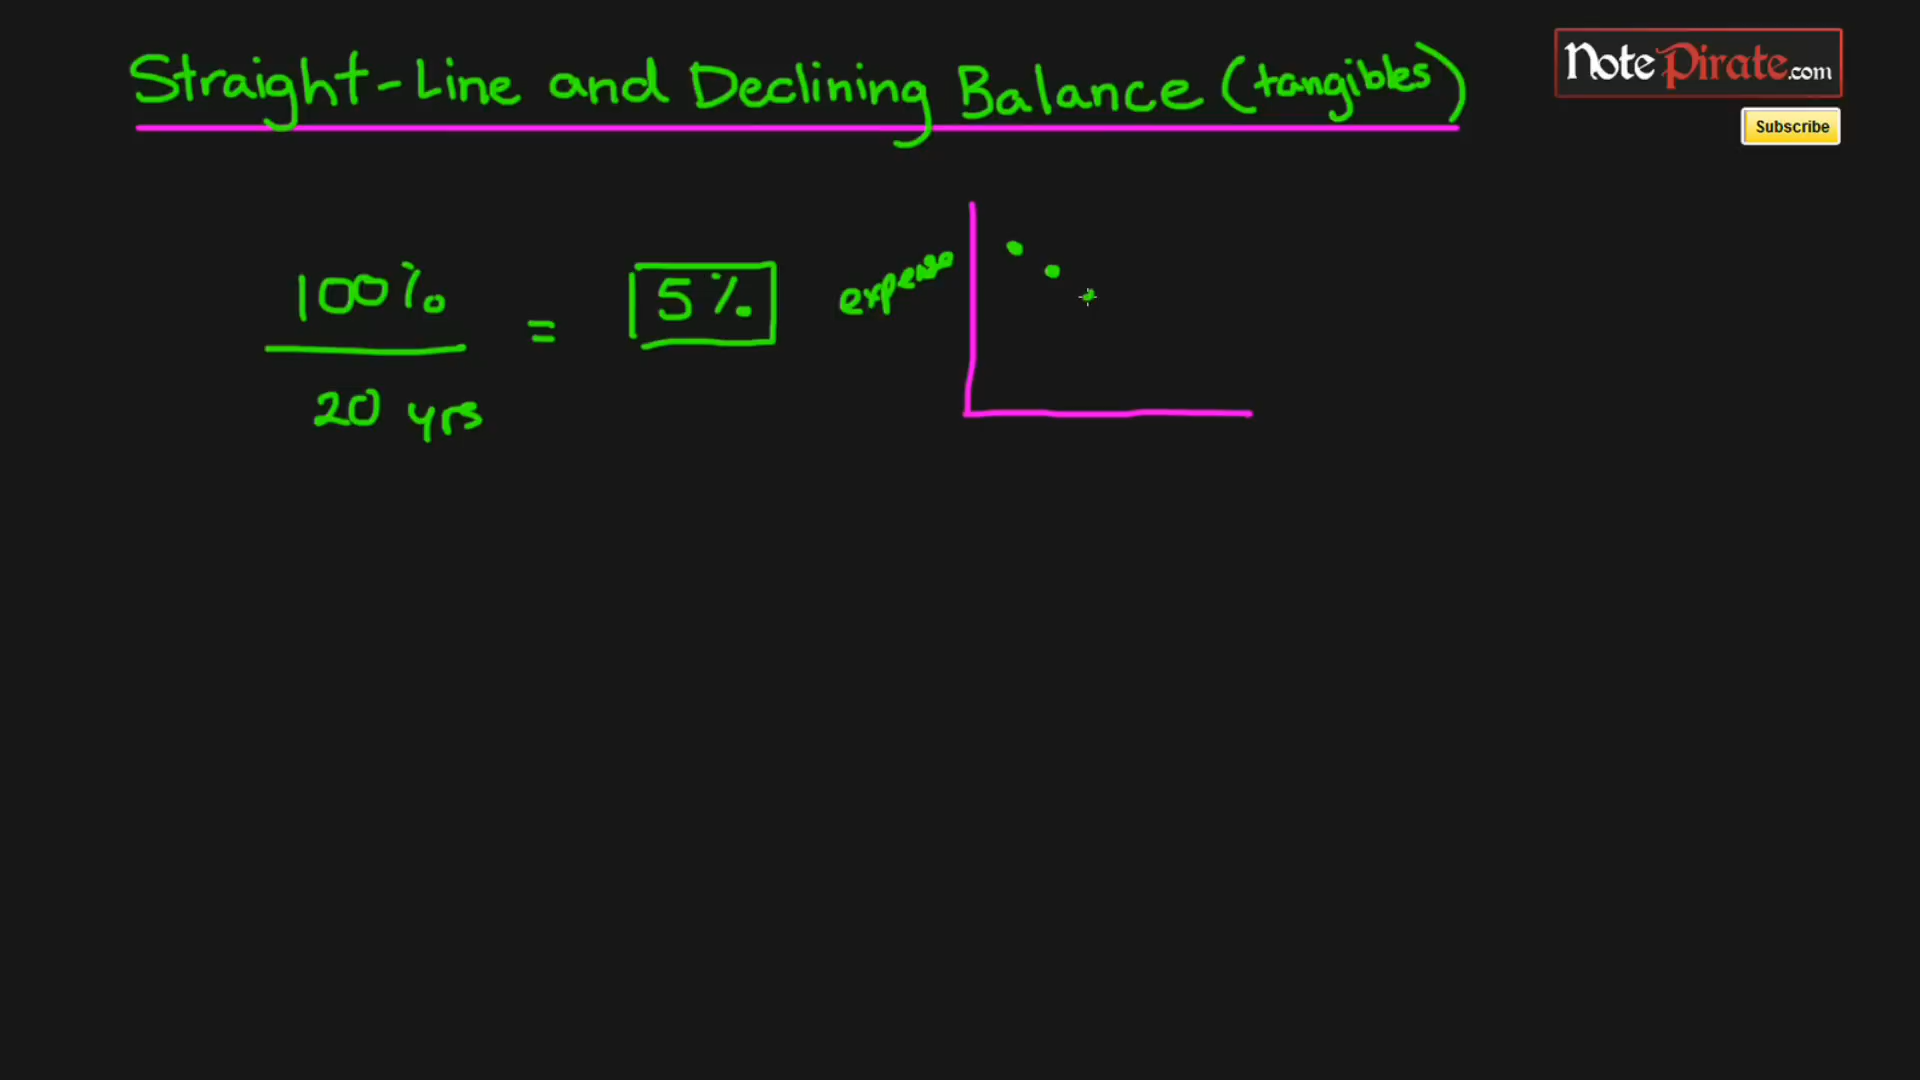 Straight-Line and Declining Balance (tangibles)
NotePirate.com
Subscribe
100%
20 yrs
=
5%
expense